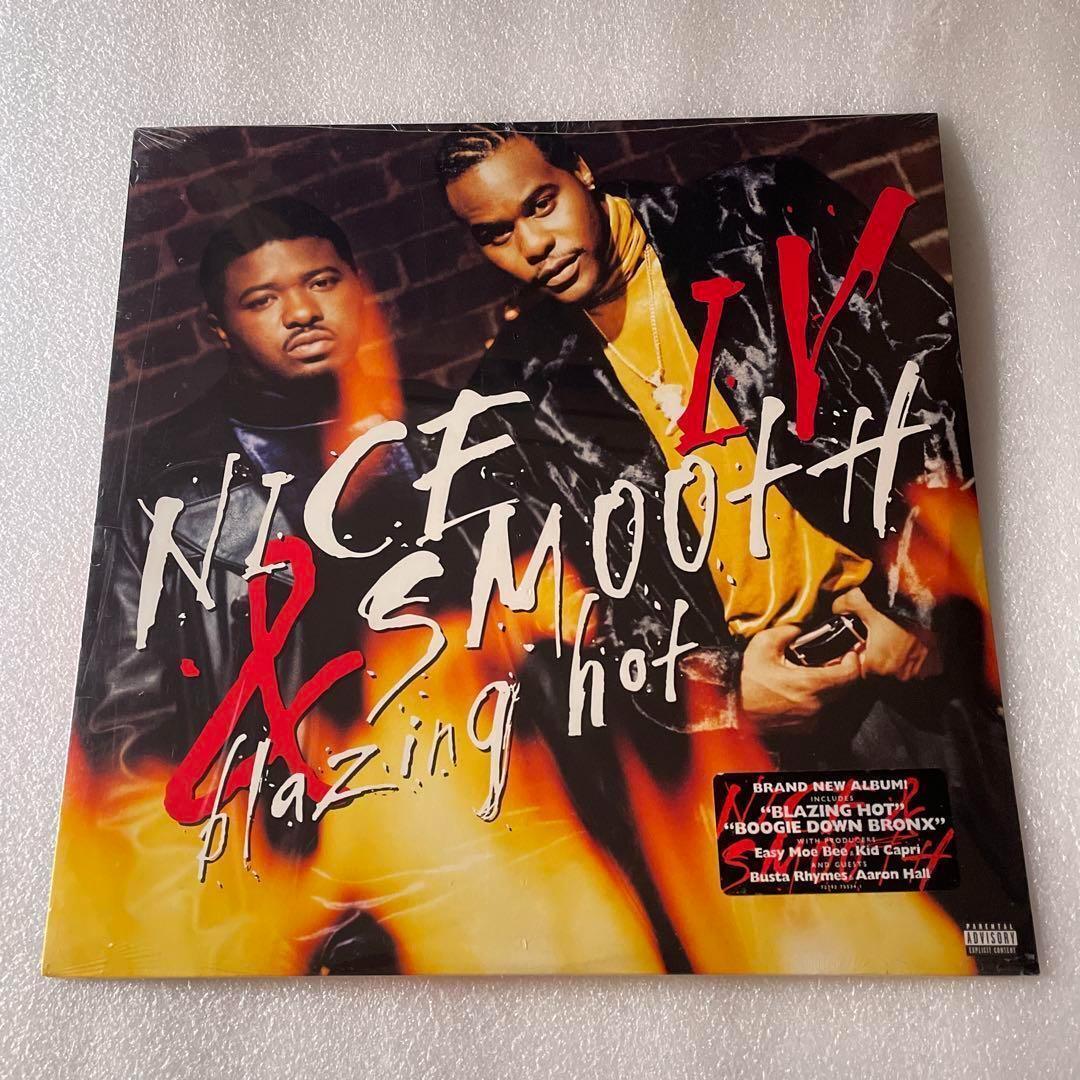 I.V
NICE
& SMOOTH
blazing hot
BRAND NEW ALBUM!
INCLUDES
"BLAZING HOT"
"BOOGIE DOWN BRONX"
WITH PRODUCERS
Easy Moe Bee, Kid Capri
AND GUESTS
Busta Rhymes, Aaron Hall
PARENTAL
ADVISORY
EXPLICIT CONTENT